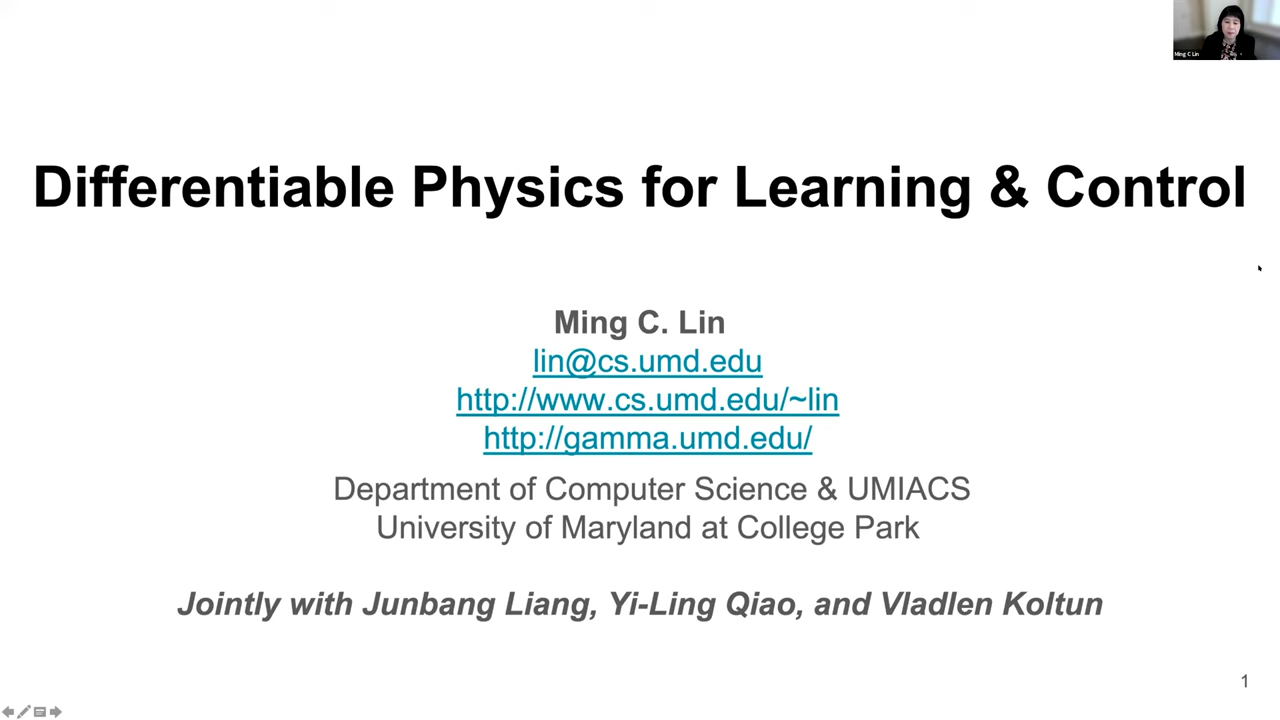 Ming C Lin
Differentiable Physics for Learning & Control
Ming C. Lin
lin@cs.umd.edu
http://www.cs.umd.edu/~lin
http://gamma.umd.edu/
Department of Computer Science & UMIACS
University of Maryland at College Park
Jointly with Junbang Liang, Yi-Ling Qiao, and Vladlen Koltun
1